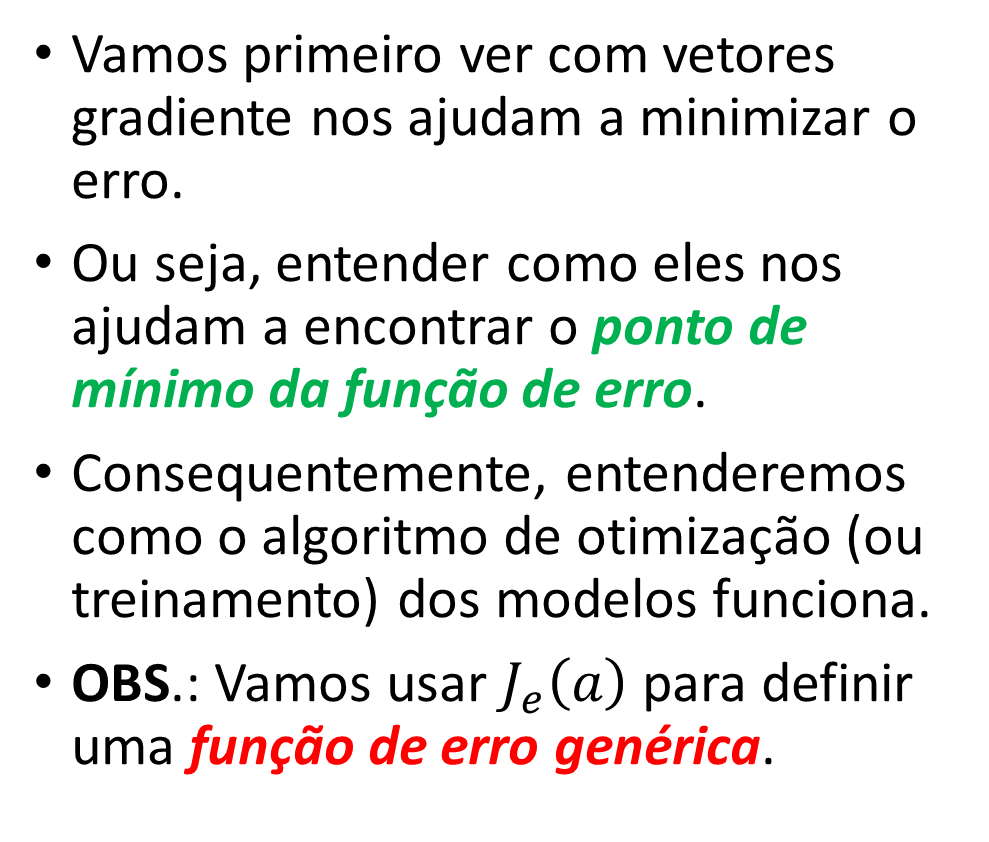 • Vamos primeiro ver com vetores
gradiente nos ajudam a minimizar o
erro.
• Ou seja, entender como eles nos
ajudam a encontrar o ponto de
mínimo da função de erro.
• Consequentemente, entenderemos
como o algoritmo de otimização (ou
treinamento) dos modelos funciona.
• OBS.: Vamos usar Jₑ(a) para definir
uma função de erro genérica.